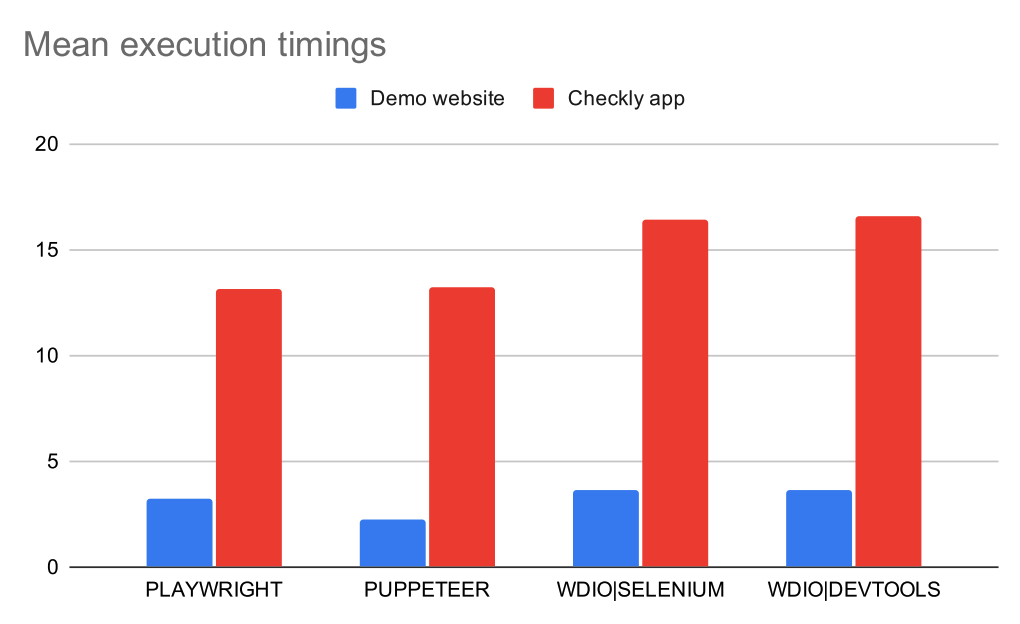 Mean execution timings
Demo website Checkly app
20
15
10
5
0
PLAYWRIGHT PUPPETEER WDIO|SELENIUM WDIO|DEVTOOLS